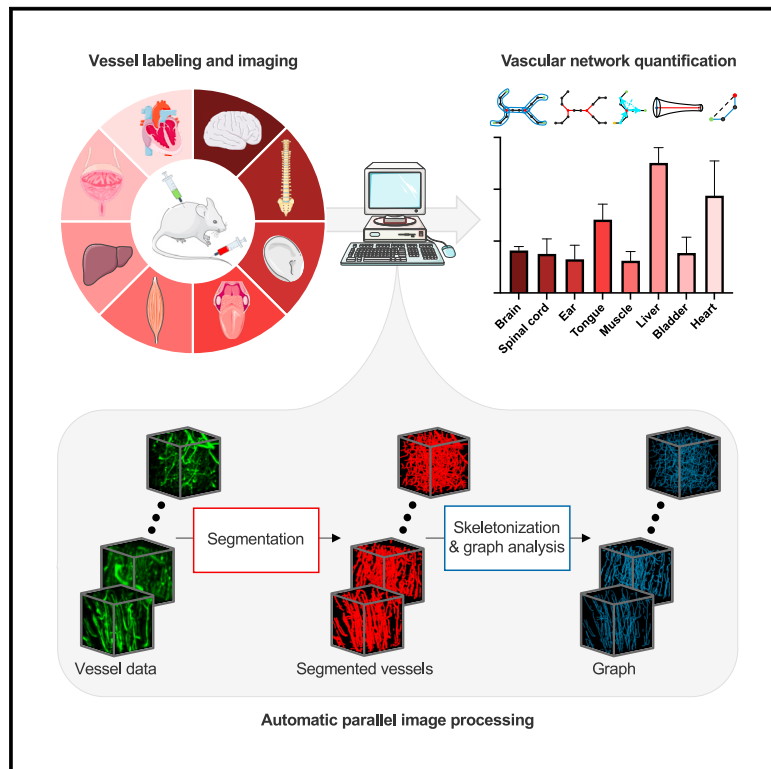 Vessel labeling and imaging
Vascular network quantification
Brain
Spinal cord
Ear
Tongue
Muscle
Liver
Bladder
Heart
Segmentation
Skeletonization
& graph analysis
Vessel data
Segmented vessels
Graph
Automatic parallel image processing